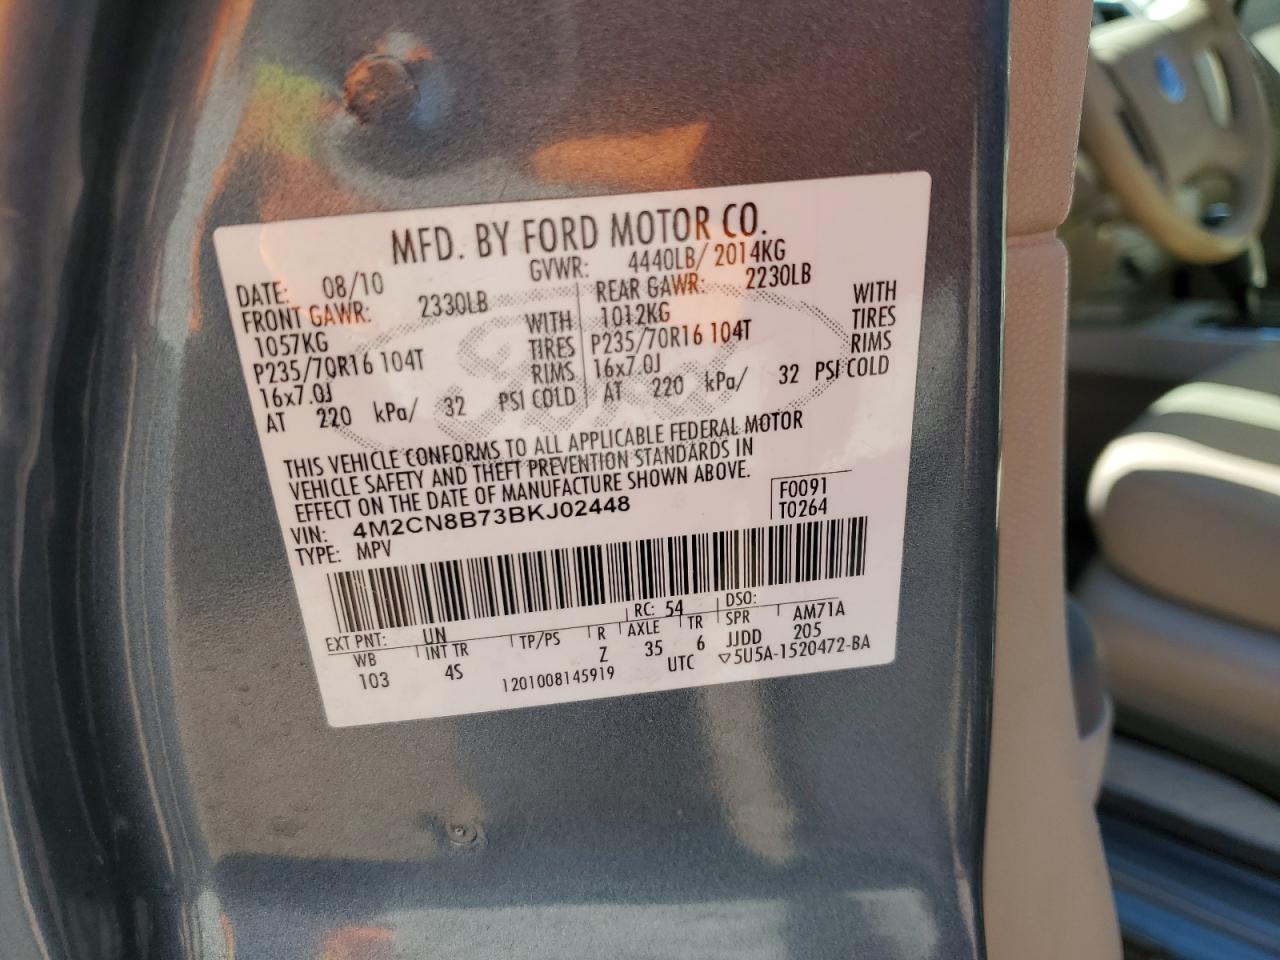 MFD. BY FORD MOTOR CO.
DATE: 08/10 GVWR: 4440LB/ 2014KG
FRONT GAWR: 2330LB REAR GAWR: 2230LB
1057KG WITH 1012KG WITH
P235/70R16 104T TIRES P235/70R16 104T TIRES
16x7.0J RIMS 16x7.0J RIMS
AT 220 kPa/ 32 PSI COLD AT 220 kPa/ 32 PSI COLD
THIS VEHICLE CONFORMS TO ALL APPLICABLE FEDERAL MOTOR
VEHICLE SAFETY AND THEFT PREVENTION STANDARDS IN
EFFECT ON THE DATE OF MANUFACTURE SHOWN ABOVE.
VIN: 4M2CN8B73BKJ02448 F0091
TYPE: MPV T0264
EXT PNT: UN RC: 54 DSO:
WB INT TR TP/PS R AXLE TR SPR AM71A
103 4S Z 35 6 JJDD 205
1201008145919 UTC ▽5U5A-1520472-BA
Ford